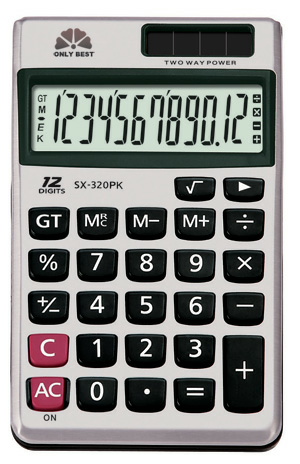 ONLY BEST
TWO WAY POWER
GT
M
E
K
1234567890.12
÷
×
−
+
12 DIGITS SX-320PK
√ ▶
GT MRC M− M+ ÷
% 7 8 9 ×
+/− 4 5 6 −
C 1 2 3
AC 0 . = +
ON